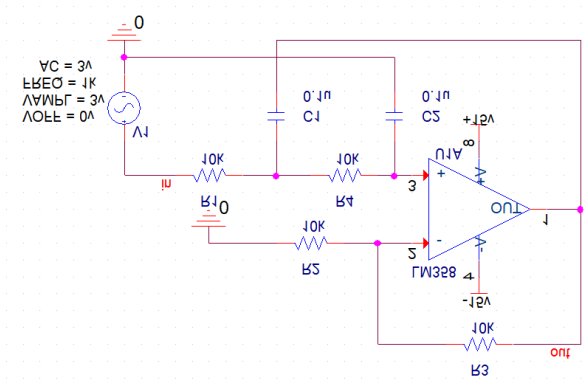 0
AC = 3v
FREQ = 1k
VAMPL = 3v
VOFF = 0v
V1
-
+
0.1u
C1
0.1u
C2
+15v
8
U1A
V+
in
10k
R1
10k
R4
3
+
OUT
1
0
10k
R2
2
-
V-
LM358
4
-15v
10k
R3
out